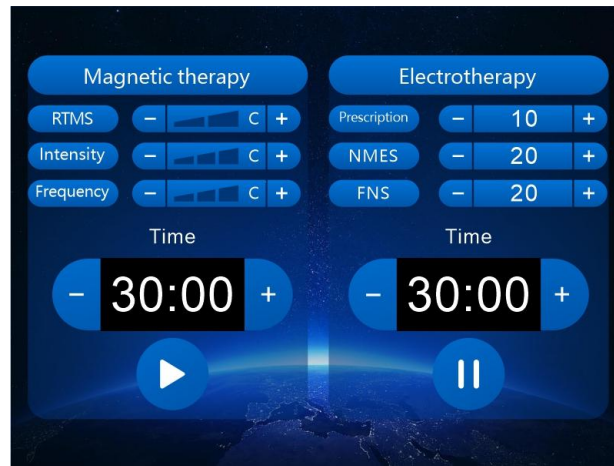 Magnetic therapy
RTMS - C +
Intensity - C +
Frequency - C +
Time
- 30:00 +
Electrotherapy
Prescription - 10 +
NMES - 20 +
FNS - 20 +
Time
- 30:00 +